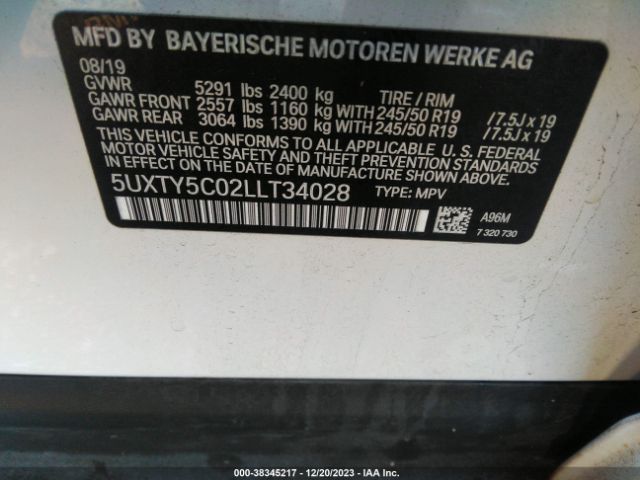 MFD BY BAYERISCHE MOTOREN WERKE AG
08/19
GVWR 5291 lbs 2400 kg TIRE / RIM
GAWR FRONT 2557 lbs 1160 kg WITH 245/50 R19 /7.5J x 19
GAWR REAR 3064 lbs 1390 kg WITH 245/50 R19 /7.5J x 19
THIS VEHICLE CONFORMS TO ALL APPLICABLE U. S. FEDERAL
MOTOR VEHICLE SAFETY AND THEFT PREVENTION STANDARDS
IN EFFECT ON THE DATE OF MANUFACTURE SHOWN ABOVE.
5UXTY5C02LLT34028 TYPE: MPV
A96M
7 320 730
000-38345217 - 12/20/2023 - IAA Inc.